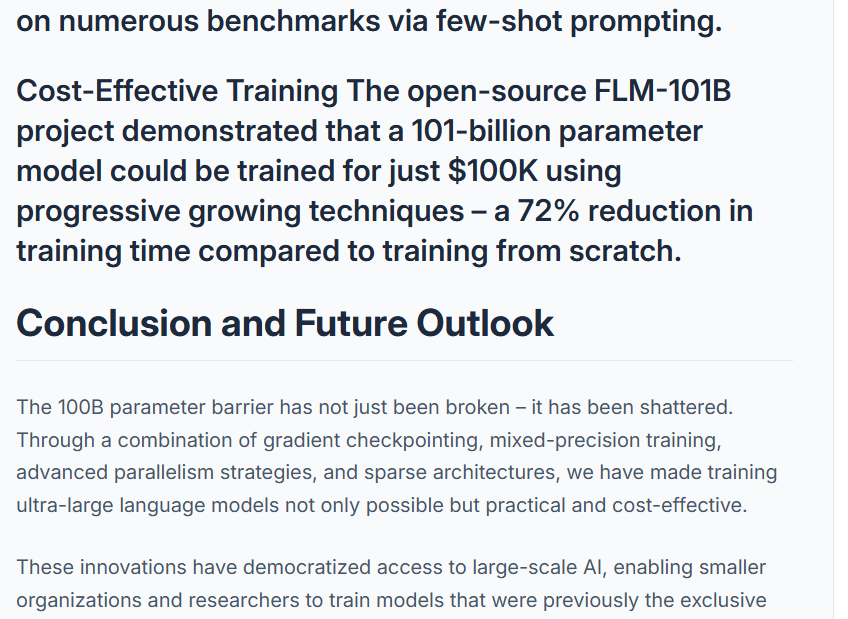 on numerous benchmarks via few-shot prompting.
Cost-Effective Training The open-source FLM-101B
project demonstrated that a 101-billion parameter
model could be trained for just $100K using
progressive growing techniques – a 72% reduction in
training time compared to training from scratch.
Conclusion and Future Outlook
The 100B parameter barrier has not just been broken – it has been shattered.
Through a combination of gradient checkpointing, mixed-precision training,
advanced parallelism strategies, and sparse architectures, we have made training
ultra-large language models not only possible but practical and cost-effective.
These innovations have democratized access to large-scale AI, enabling smaller
organizations and researchers to train models that were previously the exclusive